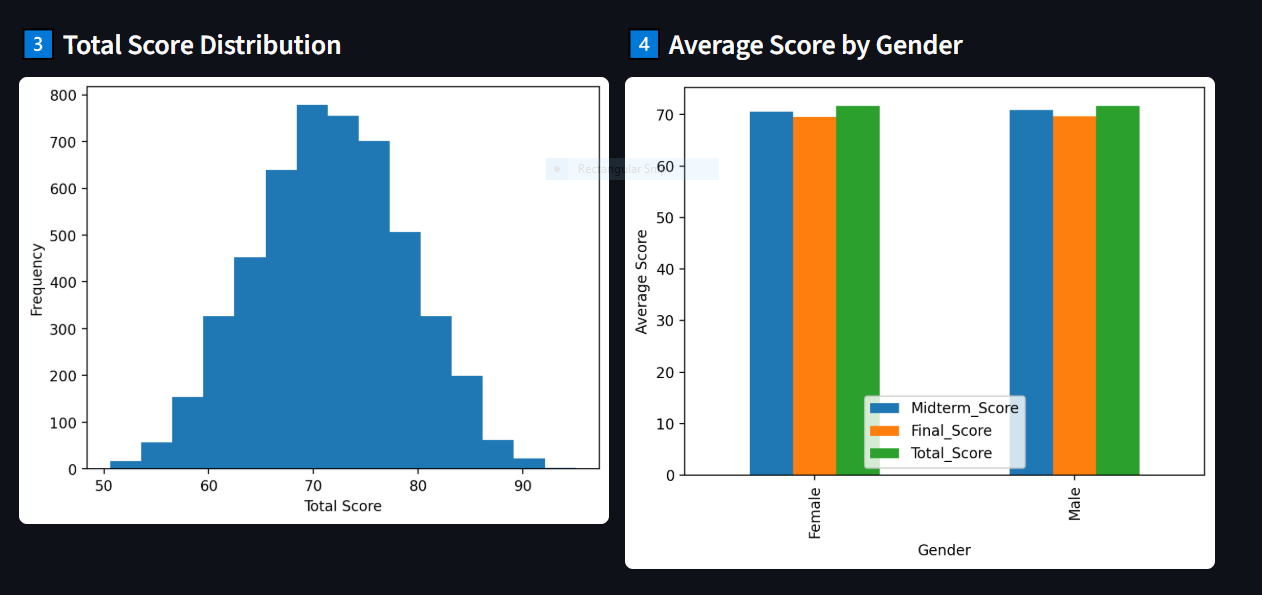 3 Total Score Distribution
800
700
600
500
400
300
200
100
0
Frequency
50 60 70 80 90
Total Score
4 Average Score by Gender
70
60
50
40
30
20
10
0
Average Score
Midterm_Score
Final_Score
Total_Score
Female Male
Gender
Rectangular